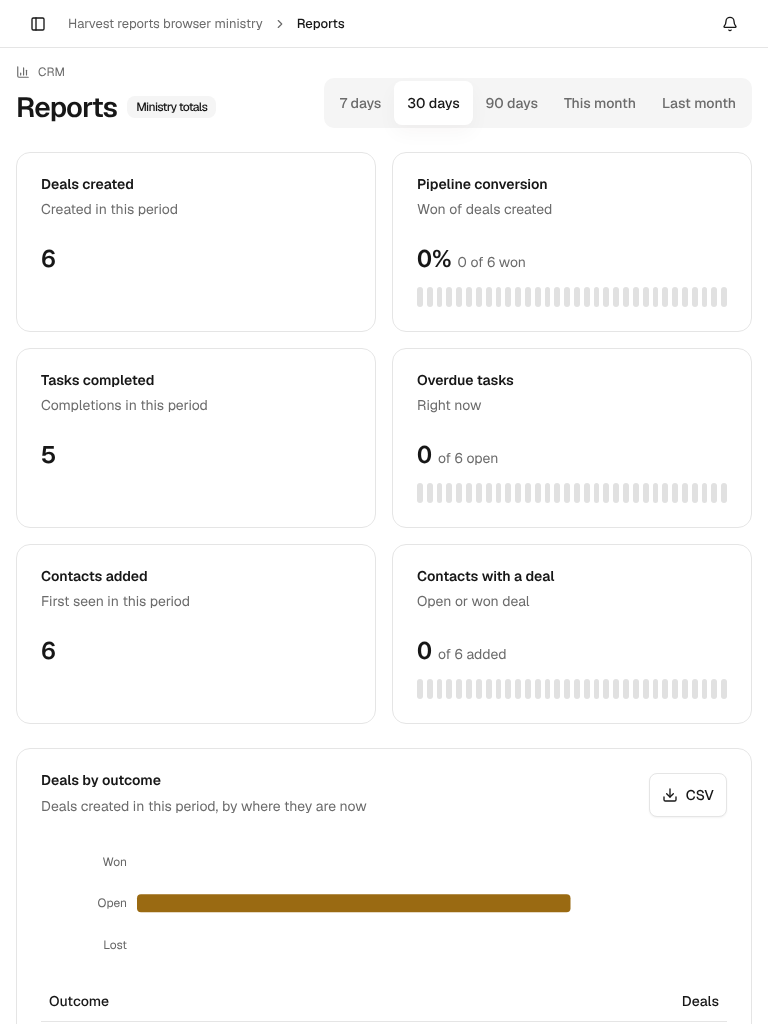 Harvest reports browser ministry > Reports
CRM
Reports Ministry totals
7 days 30 days 90 days This month Last month
Deals created
Created in this period
6
Pipeline conversion
Won of deals created
0% 0 of 6 won
Tasks completed
Completions in this period
5
Overdue tasks
Right now
0 of 6 open
Contacts added
First seen in this period
6
Contacts with a deal
Open or won deal
0 of 6 added
Deals by outcome
Deals created in this period, by where they are now
CSV
Won
Open
Lost
Outcome Deals